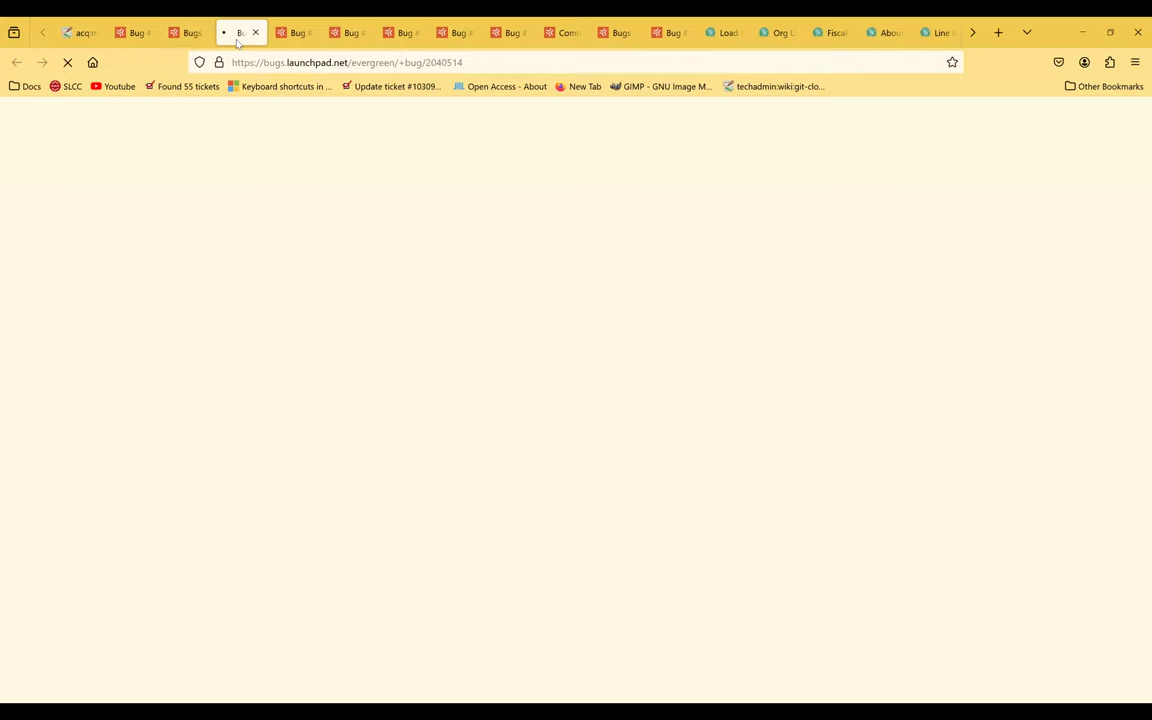 acq:m Bug # Bugs Bu Bug # Bug # Bug # Bug # Bug # Com Bugs Bug # Load Org U Fiscal Abou Line I
https://bugs.launchpad.net/evergreen/+bug/2040514
Docs SLCC Youtube Found 55 tickets Keyboard shortcuts in ... Update ticket #10309... Open Access - About New Tab GIMP - GNU Image M... techadmin:wiki:git-clo... Other Bookmarks